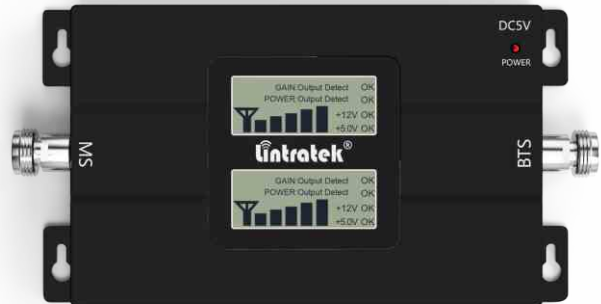 DC5V
POWER
GAIN:Output Detect OK
POWER:Output Detect OK
+12V OK
+5.0V OK
MS
Lintratek®
BTS
GAIN:Output Detect OK
POWER:Output Detect OK
+12V OK
+5.0V OK